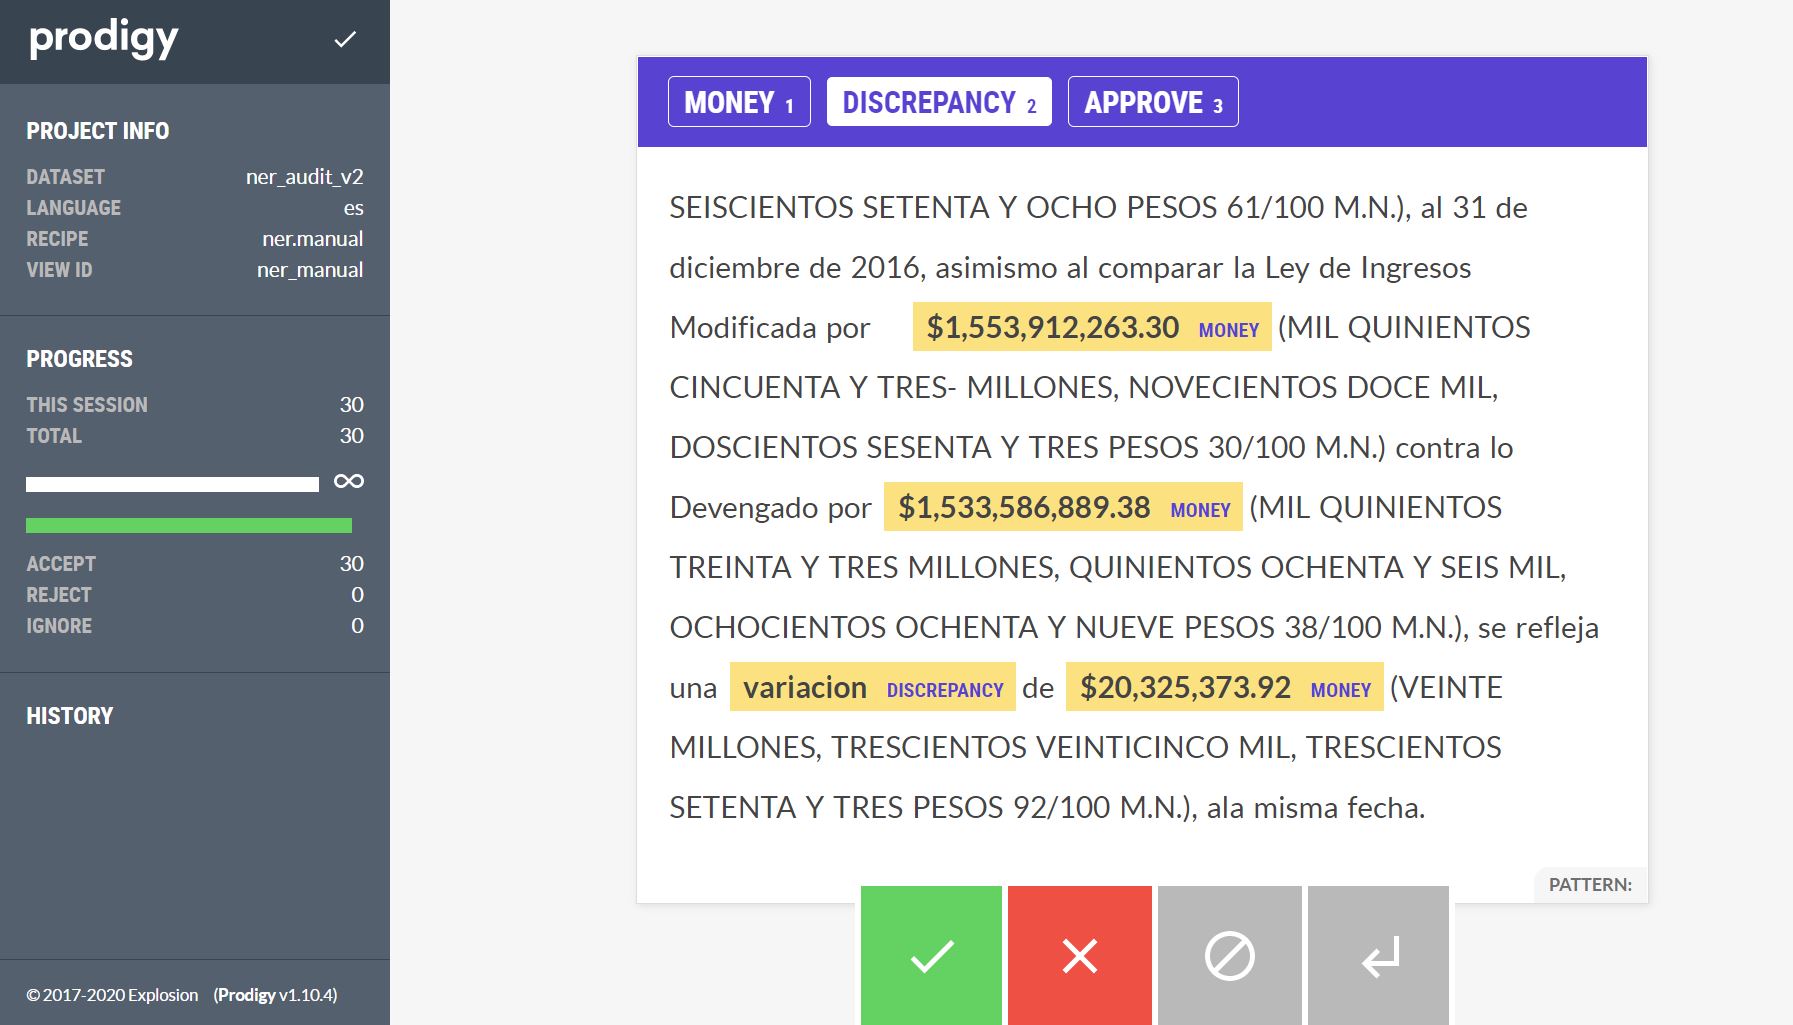 prodigy
PROJECT INFO
DATASET ner_audit_v2
LANGUAGE es
RECIPE ner.manual
VIEW ID ner_manual
PROGRESS
THIS SESSION 30
TOTAL 30
∞
ACCEPT 30
REJECT 0
IGNORE 0
HISTORY
© 2017-2020 Explosion (Prodigy v1.10.4)
MONEY 1 DISCREPANCY 2 APPROVE 3
SEISCIENTOS SETENTA Y OCHO PESOS 61/100 M.N.), al 31 de
diciembre de 2016, asimismo al comparar la Ley de Ingresos
Modificada por $1,553,912,263.30 MONEY (MIL QUINIENTOS
CINCUENTA Y TRES- MILLONES, NOVECIENTOS DOCE MIL,
DOSCIENTOS SESENTA Y TRES PESOS 30/100 M.N.) contra lo
Devengado por $1,533,586,889.38 MONEY (MIL QUINIENTOS
TREINTA Y TRES MILLONES, QUINIENTOS OCHENTA Y SEIS MIL,
OCHOCIENTOS OCHENTA Y NUEVE PESOS 38/100 M.N.), se refleja
una variacion DISCREPANCY de $20,325,373.92 MONEY (VEINTE
MILLONES, TRESCIENTOS VEINTICINCO MIL, TRESCIENTOS
SETENTA Y TRES PESOS 92/100 M.N.), ala misma fecha.
PATTERN: